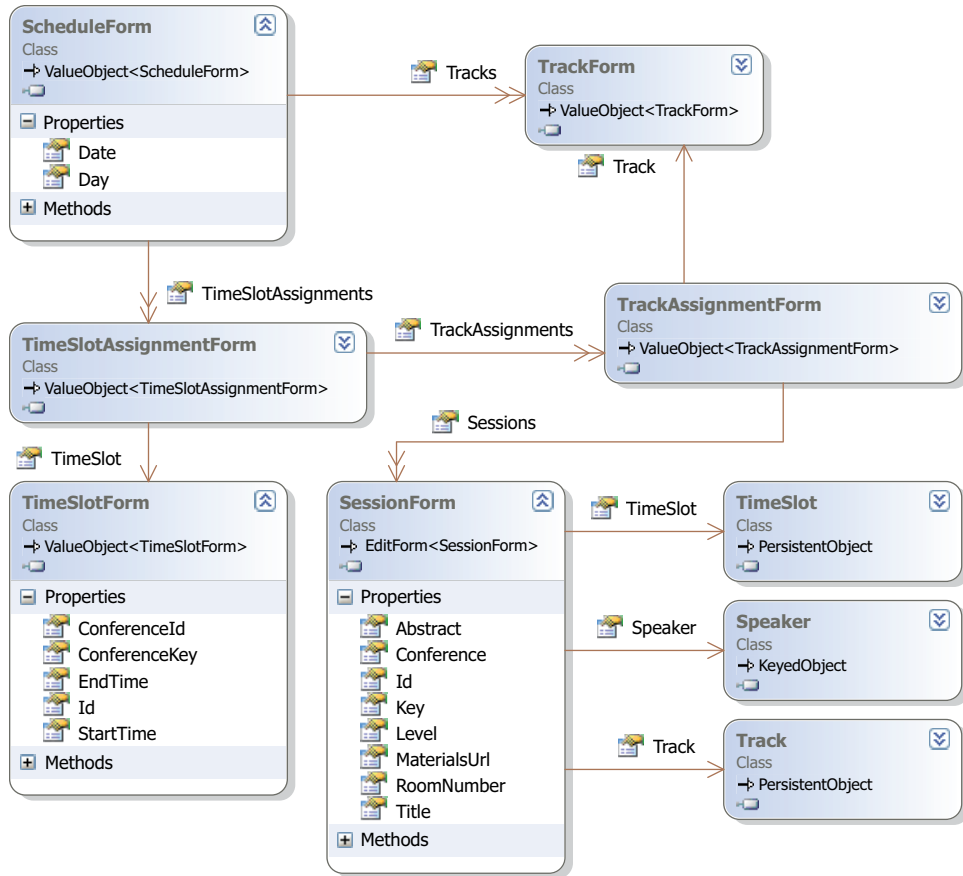 ScheduleForm
Class
ValueObject<ScheduleForm>
Properties
Date
Day
Methods
Tracks
TrackForm
Class
ValueObject<TrackForm>
Track
TimeSlotAssignments
TimeSlotAssignmentForm
Class
ValueObject<TimeSlotAssignmentForm>
TrackAssignments
TrackAssignmentForm
Class
ValueObject<TrackAssignmentForm>
Sessions
TimeSlot
TimeSlotForm
Class
ValueObject<TimeSlotForm>
Properties
ConferenceId
ConferenceKey
EndTime
Id
StartTime
Methods
SessionForm
Class
EditForm<SessionForm>
Properties
Abstract
Conference
Id
Key
Level
MaterialsUrl
RoomNumber
Title
Methods
TimeSlot
TimeSlot
Class
PersistentObject
Speaker
Speaker
Class
KeyedObject
Track
Track
Class
PersistentObject